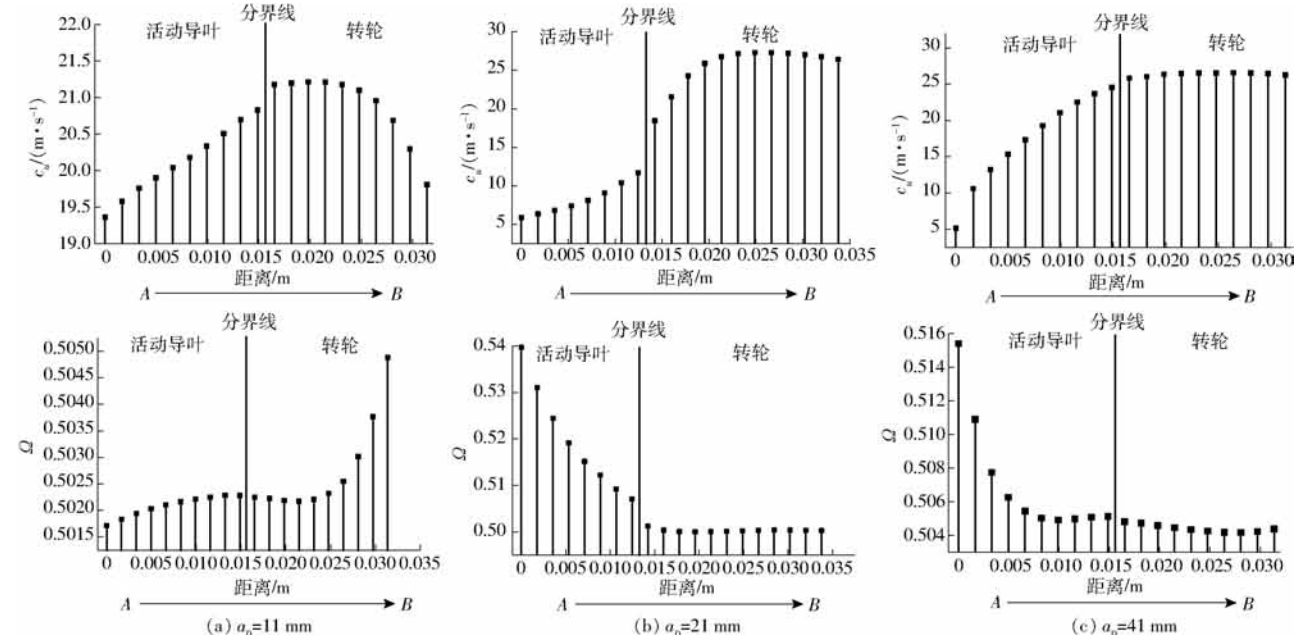 活动导叶
分界线
转轮
22.0
21.5
21.0
20.5
20.0
19.5
19.0
c_u/(m·s⁻¹)
0 0.005 0.010 0.015 0.020 0.025 0.030
距离/m
A B
活动导叶
分界线
转轮
30
25
20
15
10
5
c_u/(m·s⁻¹)
0 0.005 0.010 0.015 0.020 0.025 0.030 0.035
距离/m
A B
活动导叶
分界线
转轮
30
25
20
15
10
5
c_u/(m·s⁻¹)
0 0.005 0.010 0.015 0.020 0.025 0.030
距离/m
A B
活动导叶
分界线
转轮
0.5050
0.5045
0.5040
0.5035
0.5030
0.5025
0.5020
0.5015
Ω
0 0.005 0.010 0.015 0.020 0.025 0.030 0.035
距离/m
A B
(a) a₀=11 mm
活动导叶
分界线
转轮
0.54
0.53
0.52
0.51
0.50
Ω
0.005 0.010 0.015 0.020 0.025 0.030 0.035
距离/m
A B
(b) a₀=21 mm
活动导叶
分界线
转轮
0.516
0.514
0.512
0.510
0.508
0.506
0.504
Ω
0 0.005 0.010 0.015 0.020 0.025 0.030
距离/m
A B
(c) a₀=41 mm